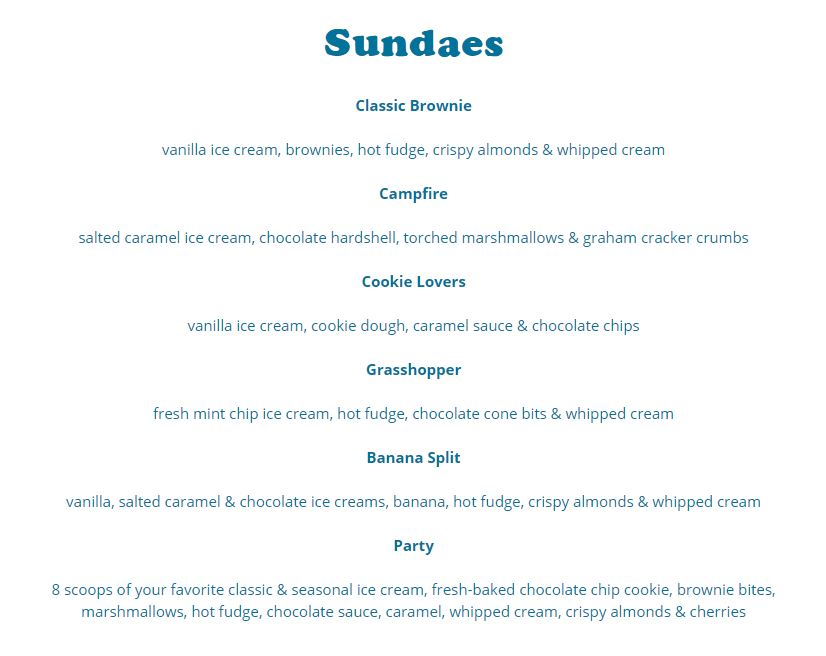 Sundaes
Classic Brownie
vanilla ice cream, brownies, hot fudge, crispy almonds & whipped cream
Campfire
salted caramel ice cream, chocolate hardshell, torched marshmallows & graham cracker crumbs
Cookie Lovers
vanilla ice cream, cookie dough, caramel sauce & chocolate chips
Grasshopper
fresh mint chip ice cream, hot fudge, chocolate cone bits & whipped cream
Banana Split
vanilla, salted caramel & chocolate ice creams, banana, hot fudge, crispy almonds & whipped cream
Party
8 scoops of your favorite classic & seasonal ice cream, fresh-baked chocolate chip cookie, brownie bites,
marshmallows, hot fudge, chocolate sauce, caramel, whipped cream, crispy almonds & cherries